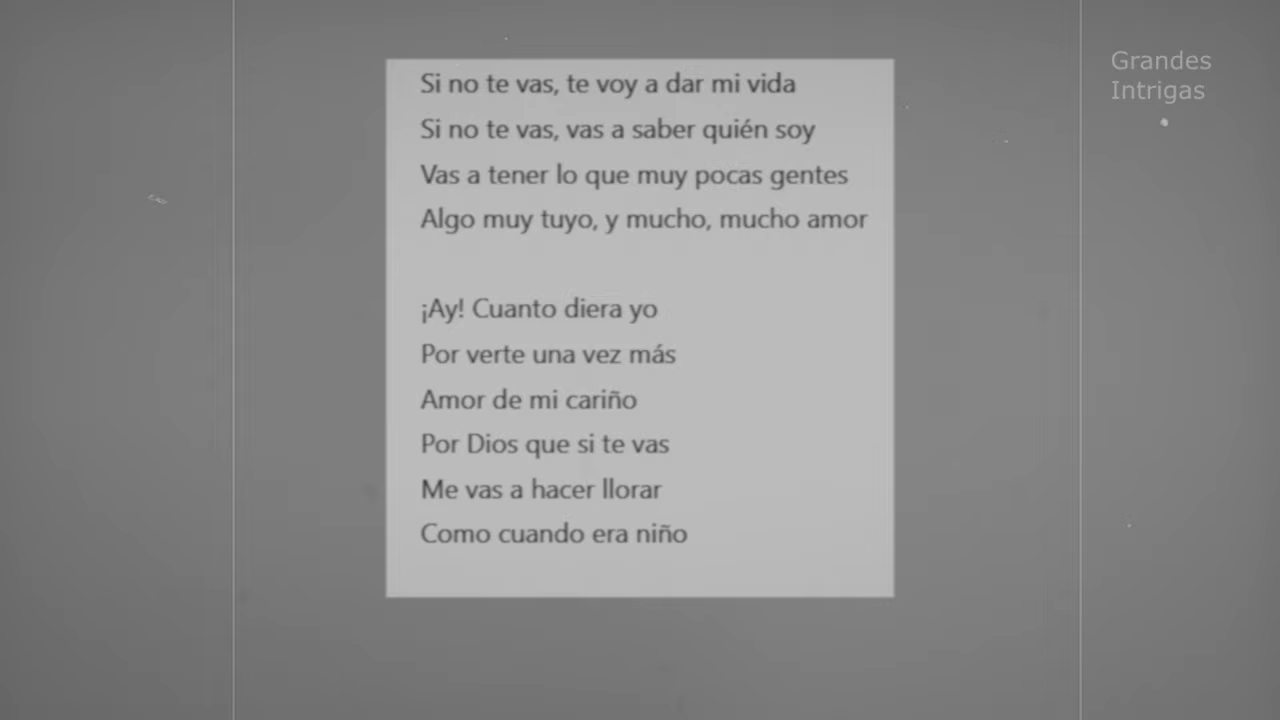 Si no te vas, te voy a dar mi vida
Si no te vas, vas a saber quién soy
Vas a tener lo que muy pocas gentes
Algo muy tuyo, y mucho, mucho amor
¡Ay! Cuanto diera yo
Por verte una vez más
Amor de mi cariño
Por Dios que si te vas
Me vas a hacer llorar
Como cuando era niño
Grandes
Intrigas